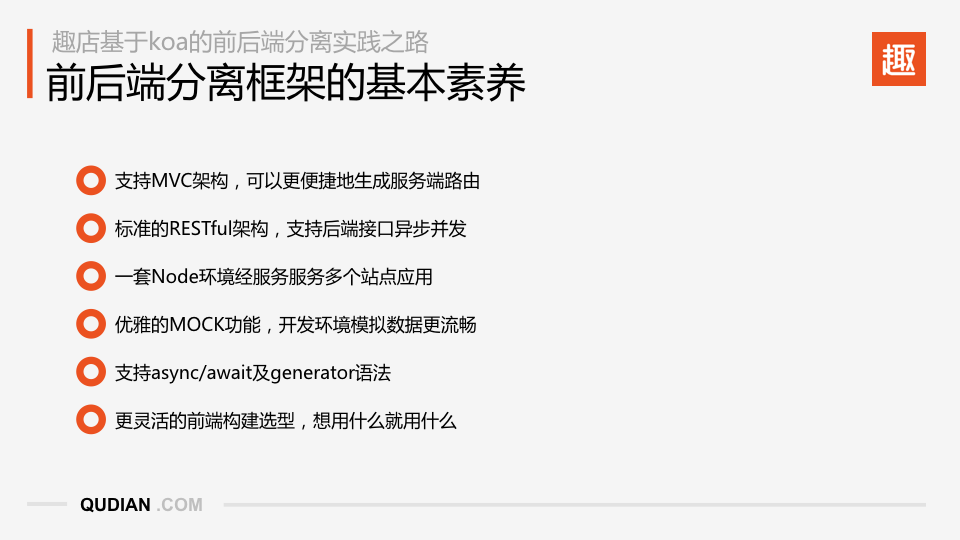 趣店基于koa的前后端分离实践之路
前后端分离框架的基本素养
趣
支持MVC架构，可以更便捷地生成服务端路由
标准的RESTful架构，支持后端接口异步并发
一套Node环境经服务服务多个站点应用
优雅的MOCK功能，开发环境模拟数据更流畅
支持async/await及generator语法
更灵活的前端构建选型，想用什么就用什么
QUDIAN .COM